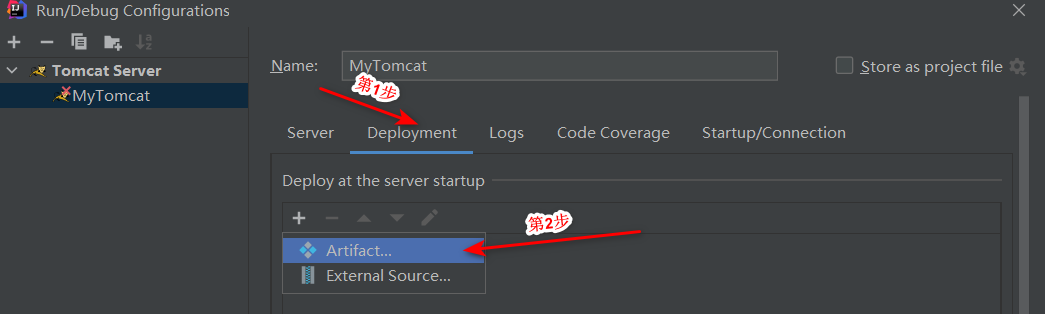 Run/Debug Configurations
Tomcat Server
MyTomcat
Name:
MyTomcat
Store as project file
第1步
Server
Deployment
Logs
Code Coverage
Startup/Connection
Deploy at the server startup
第2步
Artifact...
External Source...